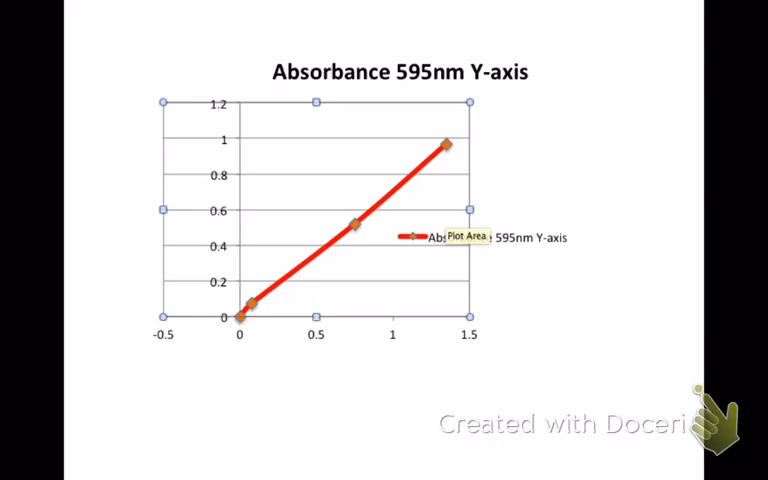 Absorbance 595nm Y-axis
1.2
1
0.8
0.6
0.4
0.2
0
-0.5 0 0.5 1 1.5
Plot Area
595nm Y-axis
Created with Doceri